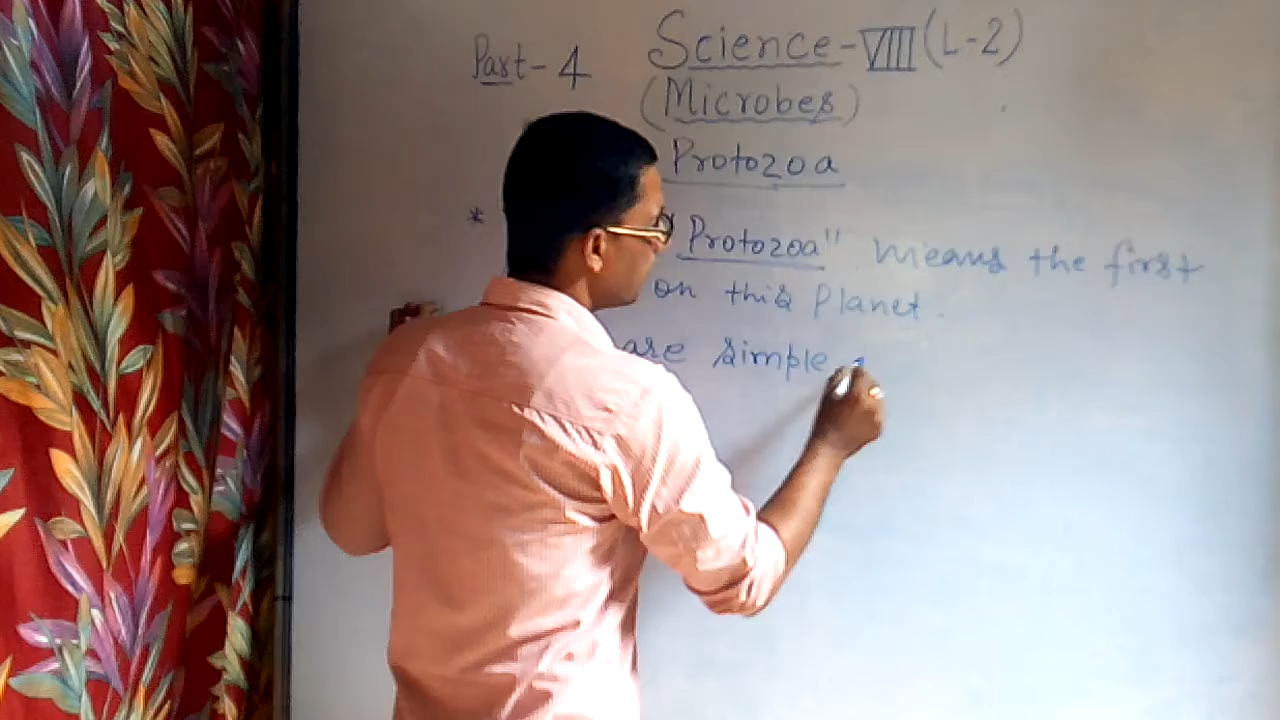 Part-4 Science-VIII (L-2)
(Microbes)
Protozoa
* Protozoa" means the first
on this Planet.
are simple